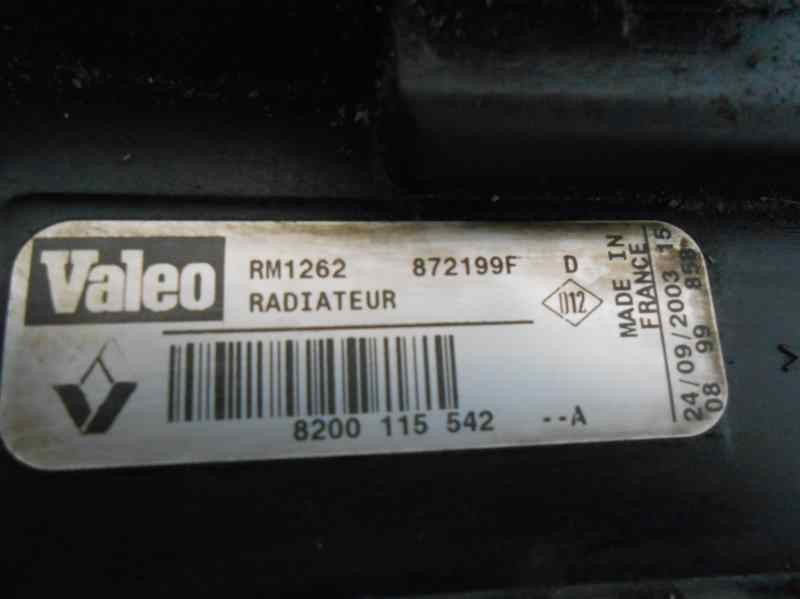 Valeo
RM1262 872199F D
RADIATEUR
D12
8200 115 542 --A
MADE IN
FRANCE
24/09/2003 15
08 99 858